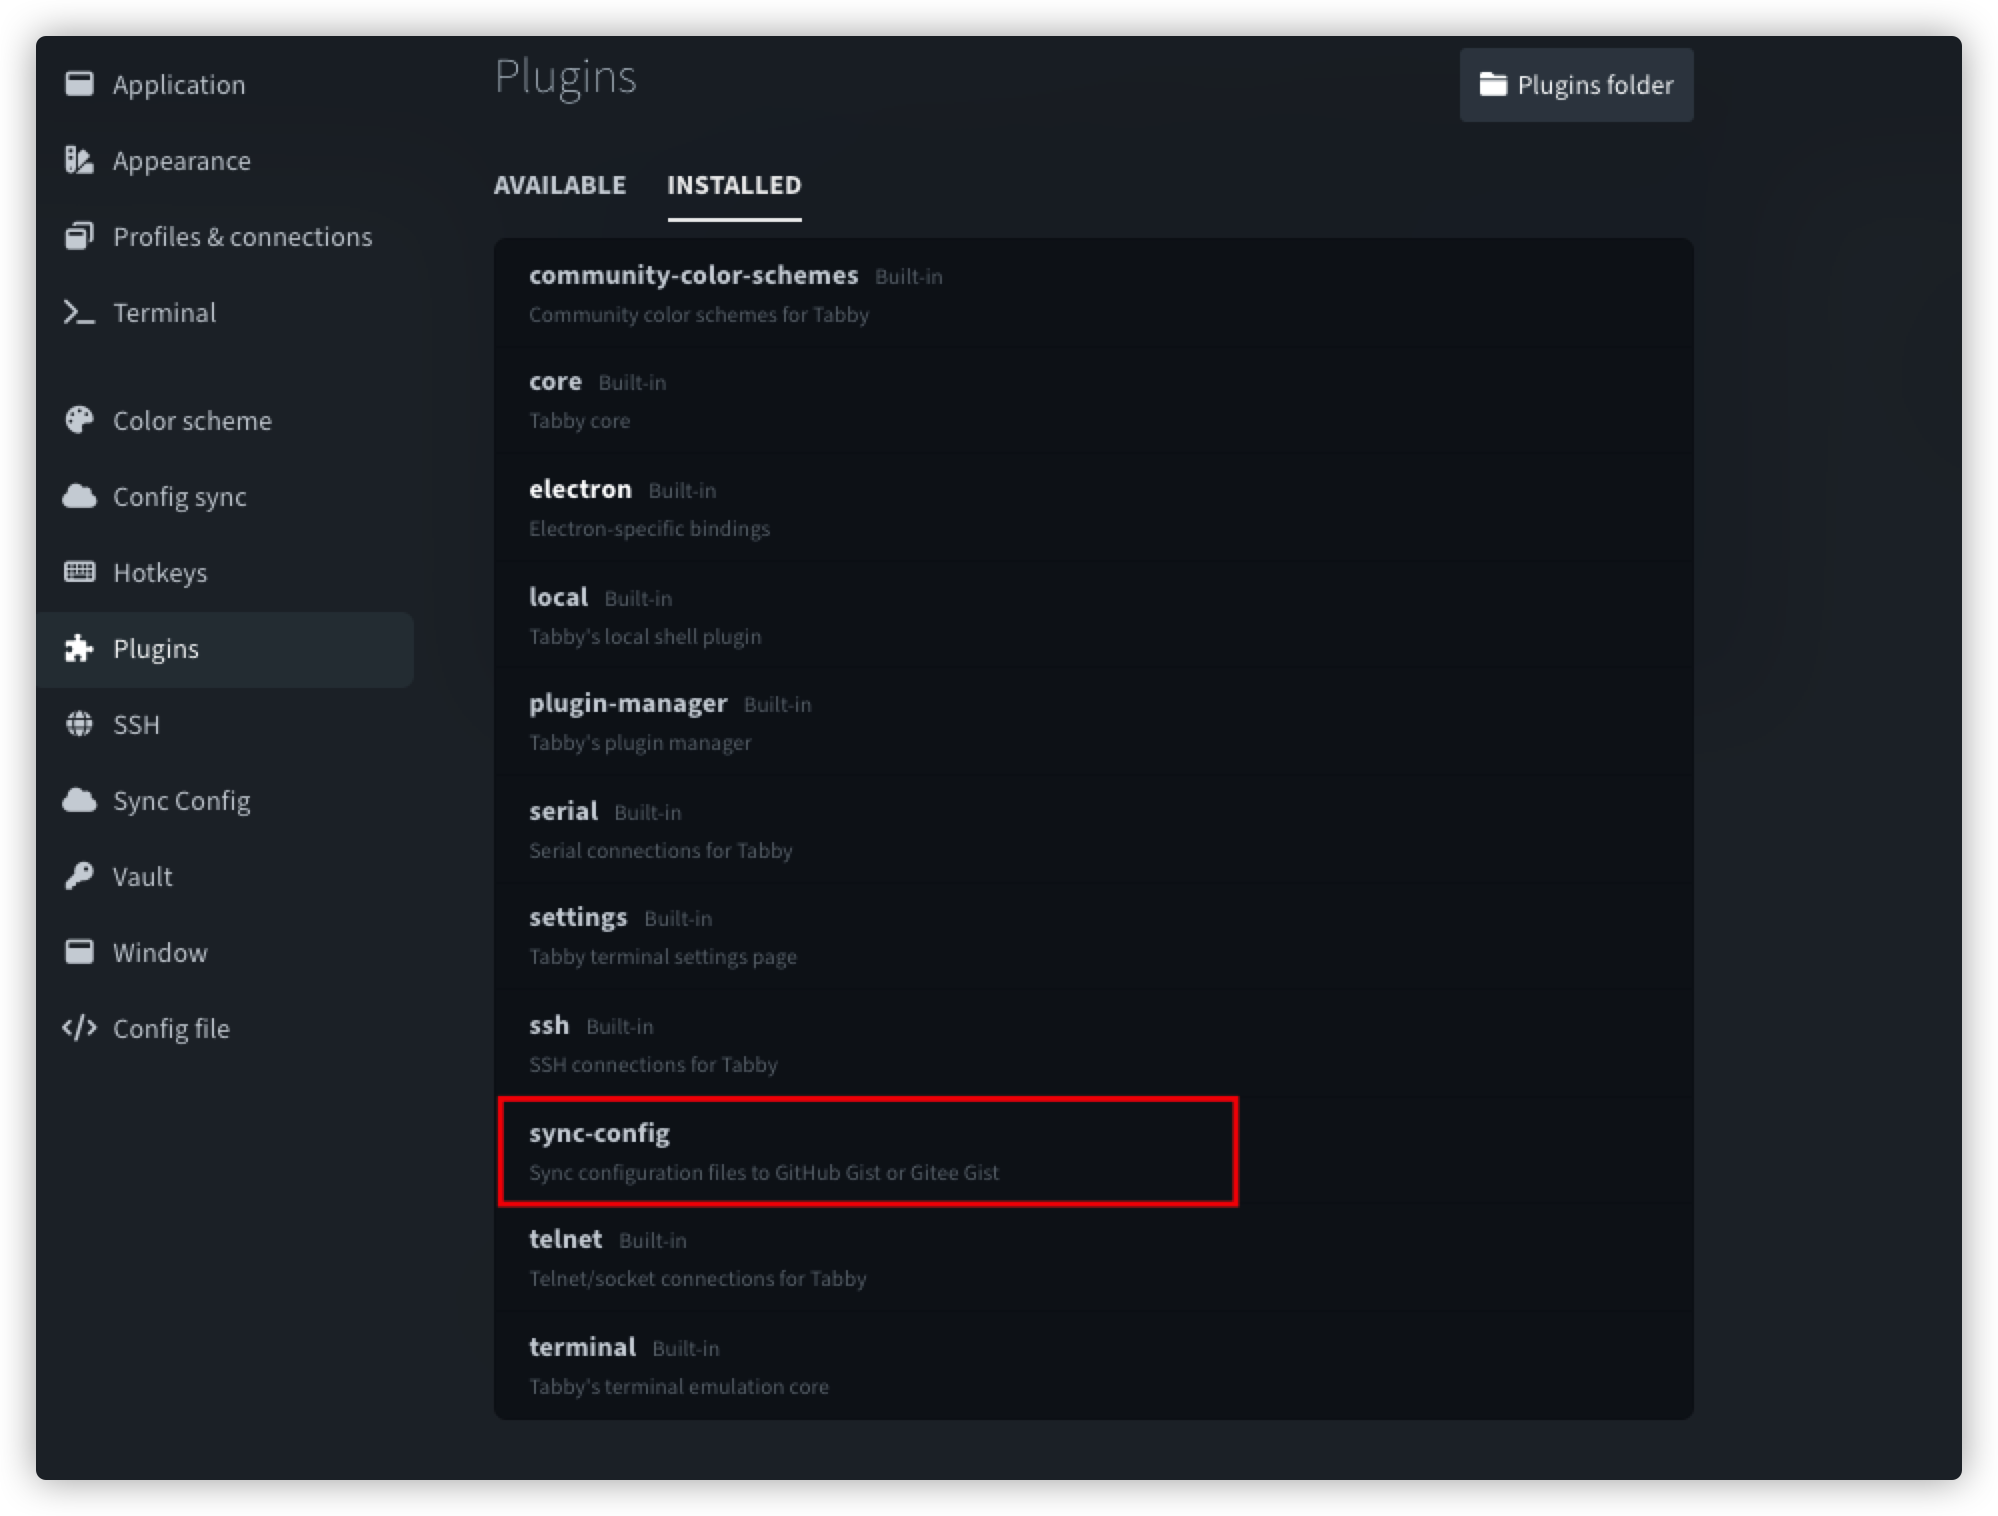 Application
Appearance
Profiles & connections
Terminal
Color scheme
Config sync
Hotkeys
Plugins
SSH
Sync Config
Vault
Window
Config file
Plugins
Plugins folder
AVAILABLE INSTALLED
community-color-schemes Built-in
Community color schemes for Tabby
core Built-in
Tabby core
electron Built-in
Electron-specific bindings
local Built-in
Tabby's local shell plugin
plugin-manager Built-in
Tabby's plugin manager
serial Built-in
Serial connections for Tabby
settings Built-in
Tabby terminal settings page
ssh Built-in
SSH connections for Tabby
sync-config
Sync configuration files to GitHub Gist or Gitee Gist
telnet Built-in
Telnet/socket connections for Tabby
terminal Built-in
Tabby's terminal emulation core